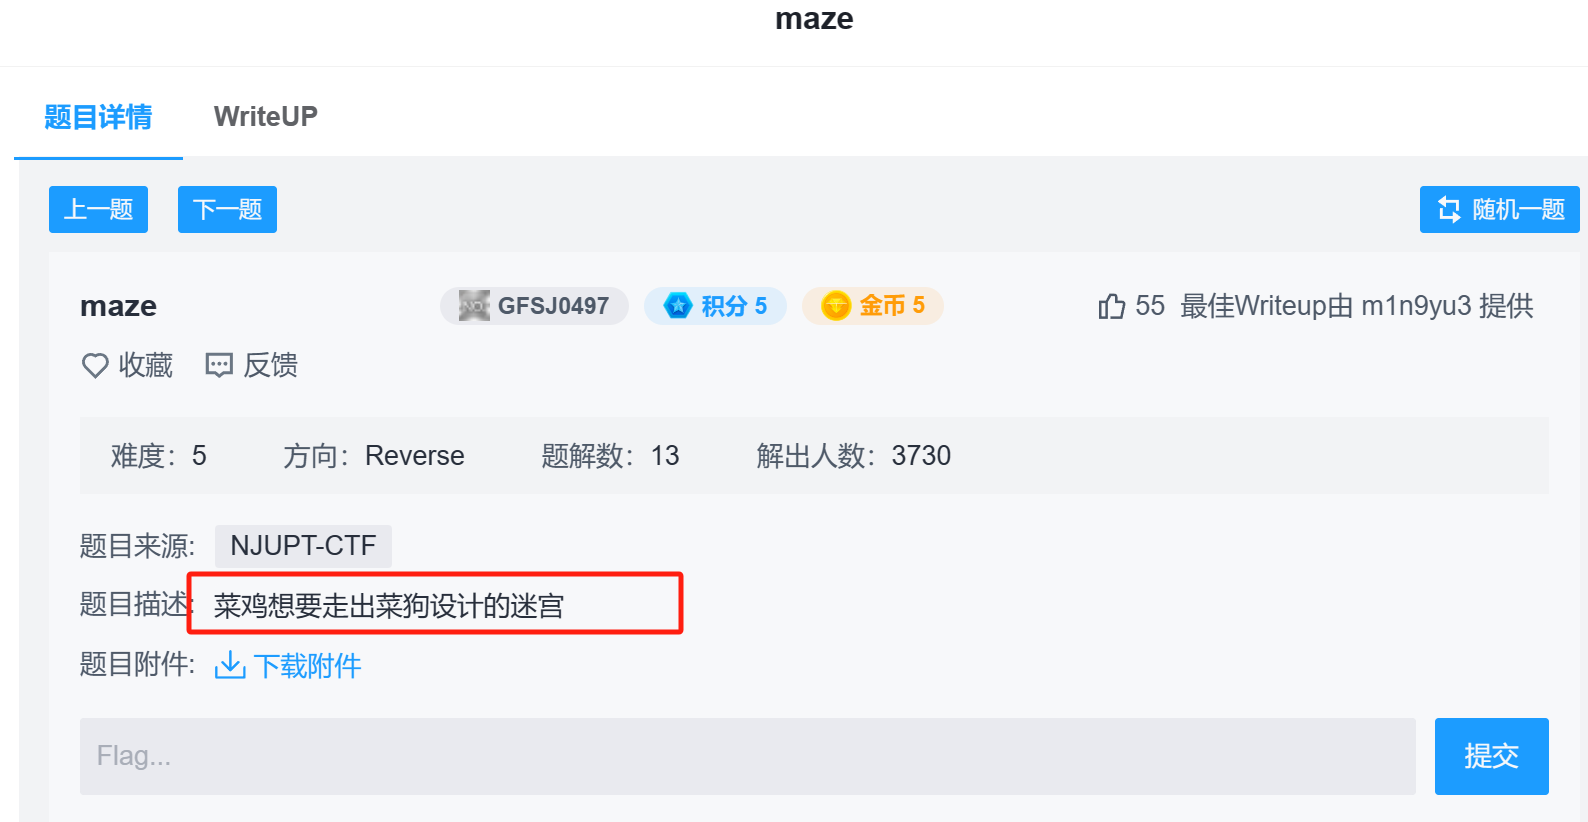 maze
题目详情 WriteUP
上一题 下一题 随机一题
maze GFSJ0497 积分 5 金币 5 55 最佳Writeup由 m1n9yu3 提供
收藏 反馈
难度：5 方向：Reverse 题解数：13 解出人数：3730
题目来源: NJUPT-CTF
题目描述: 菜鸡想要走出菜狗设计的迷宫
题目附件: 下载附件
Flag... 提交